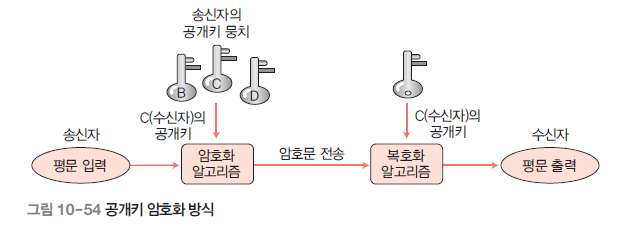 송신자의
공개키 뭉치
B
C
D
C(수신자)의
공개키
C(수신자)의
공개키
송신자
수신자
평문 입력
암호화
알고리즘
암호문 전송
복호화
알고리즘
평문 출력
그림 10-54 공개키 암호화 방식